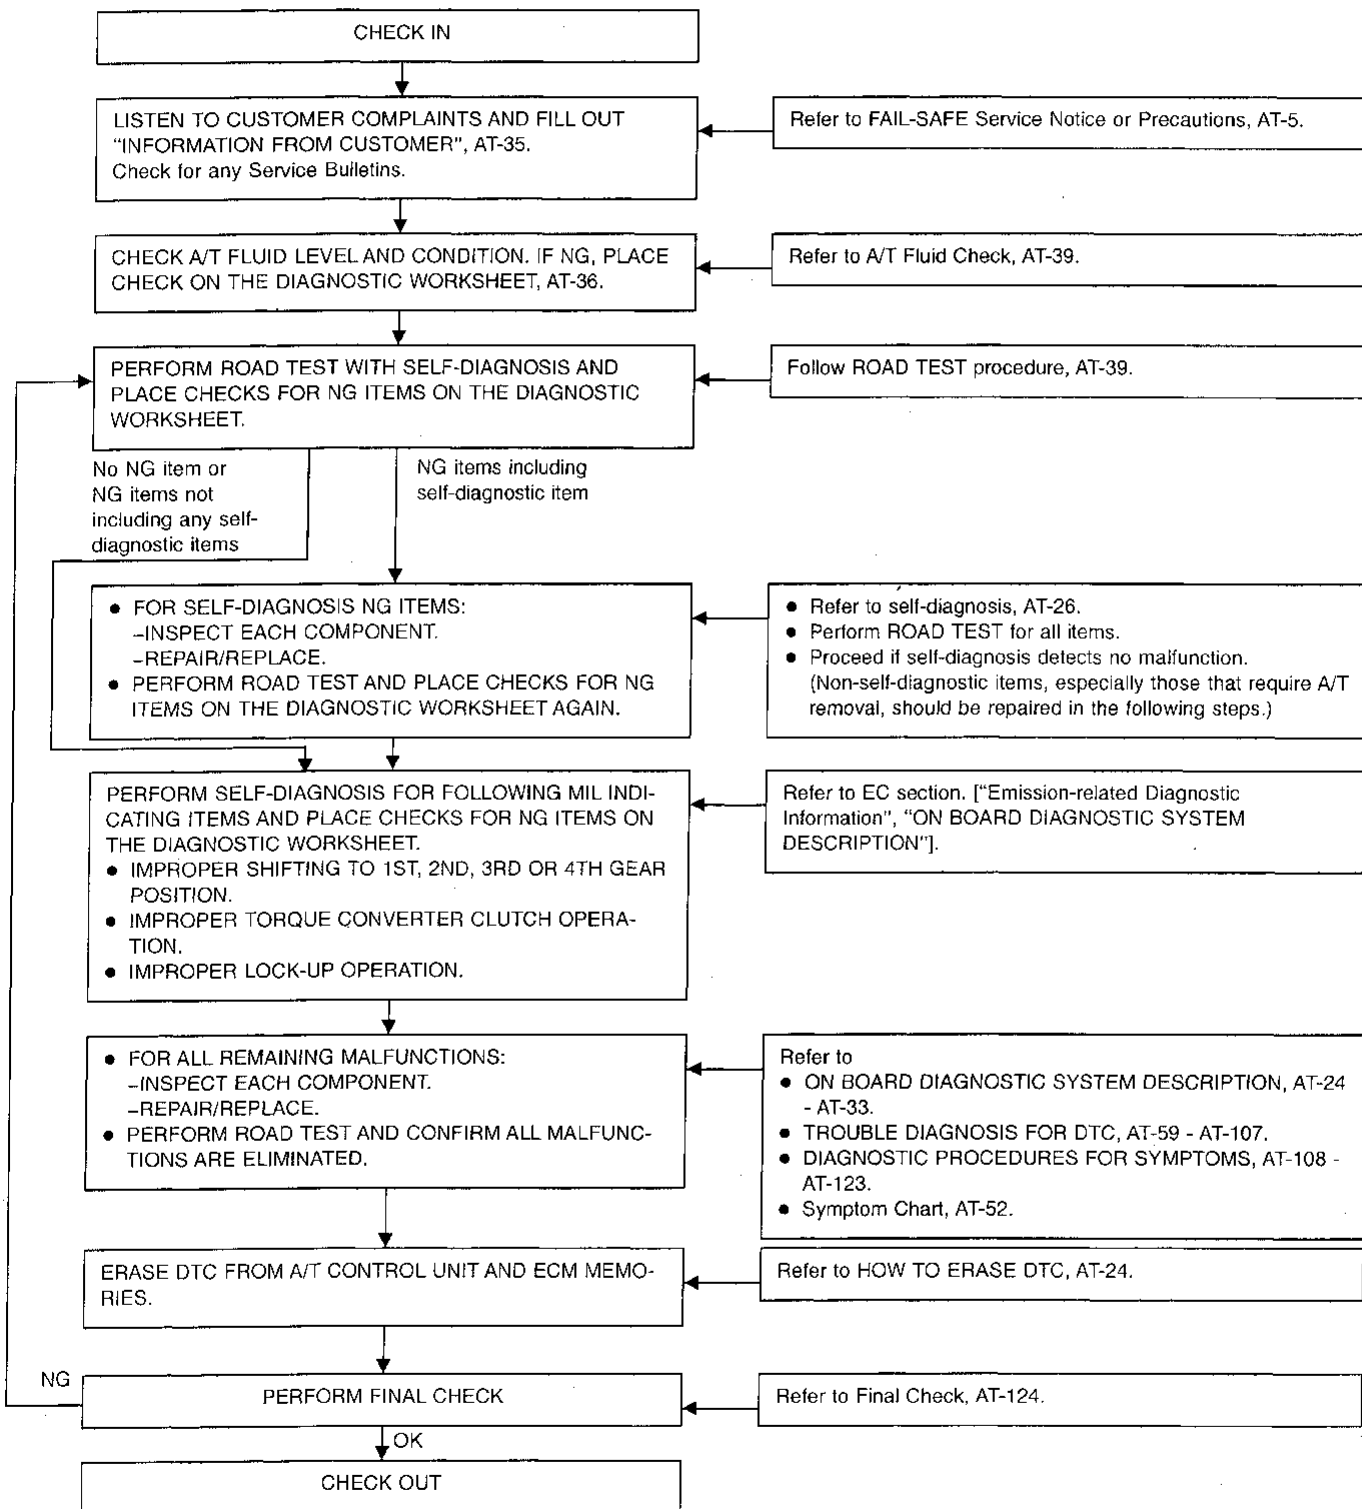 CHECK IN
LISTEN TO CUSTOMER COMPLAINTS AND FILL OUT
“INFORMATION FROM CUSTOMER”, AT-35.
Check for any Service Bulletins.
Refer to FAIL-SAFE Service Notice or Precautions, AT-5.
CHECK A/T FLUID LEVEL AND CONDITION. IF NG, PLACE
CHECK ON THE DIAGNOSTIC WORKSHEET, AT-36.
Refer to A/T Fluid Check, AT-39.
PERFORM ROAD TEST WITH SELF-DIAGNOSIS AND
PLACE CHECKS FOR NG ITEMS ON THE DIAGNOSTIC
WORKSHEET.
Follow ROAD TEST procedure, AT-39.
No NG item or
NG items not
including any self-
diagnostic items
NG items including
self-diagnostic item
● FOR SELF-DIAGNOSIS NG ITEMS:
–INSPECT EACH COMPONENT.
–REPAIR/REPLACE.
● PERFORM ROAD TEST AND PLACE CHECKS FOR NG
ITEMS ON THE DIAGNOSTIC WORKSHEET AGAIN.
● Refer to self-diagnosis, AT-26.
● Perform ROAD TEST for all items.
● Proceed if self-diagnosis detects no malfunction.
(Non-self-diagnostic items, especially those that require A/T
removal, should be repaired in the following steps.)
PERFORM SELF-DIAGNOSIS FOR FOLLOWING MIL INDI-
CATING ITEMS AND PLACE CHECKS FOR NG ITEMS ON
THE DIAGNOSTIC WORKSHEET.
● IMPROPER SHIFTING TO 1ST, 2ND, 3RD OR 4TH GEAR
POSITION.
● IMPROPER TORQUE CONVERTER CLUTCH OPERA-
TION.
● IMPROPER LOCK-UP OPERATION.
Refer to EC section. [“Emission-related Diagnostic
Information”, “ON BOARD DIAGNOSTIC SYSTEM
DESCRIPTION”].
● FOR ALL REMAINING MALFUNCTIONS:
–INSPECT EACH COMPONENT.
–REPAIR/REPLACE.
● PERFORM ROAD TEST AND CONFIRM ALL MALFUNC-
TIONS ARE ELIMINATED.
Refer to
● ON BOARD DIAGNOSTIC SYSTEM DESCRIPTION, AT-24
- AT-33.
● TROUBLE DIAGNOSIS FOR DTC, AT-59 - AT-107.
● DIAGNOSTIC PROCEDURES FOR SYMPTOMS, AT-108 -
AT-123.
● Symptom Chart, AT-52.
ERASE DTC FROM A/T CONTROL UNIT AND ECM MEMO-
RIES.
Refer to HOW TO ERASE DTC, AT-24.
NG
PERFORM FINAL CHECK
Refer to Final Check, AT-124.
OK
CHECK OUT